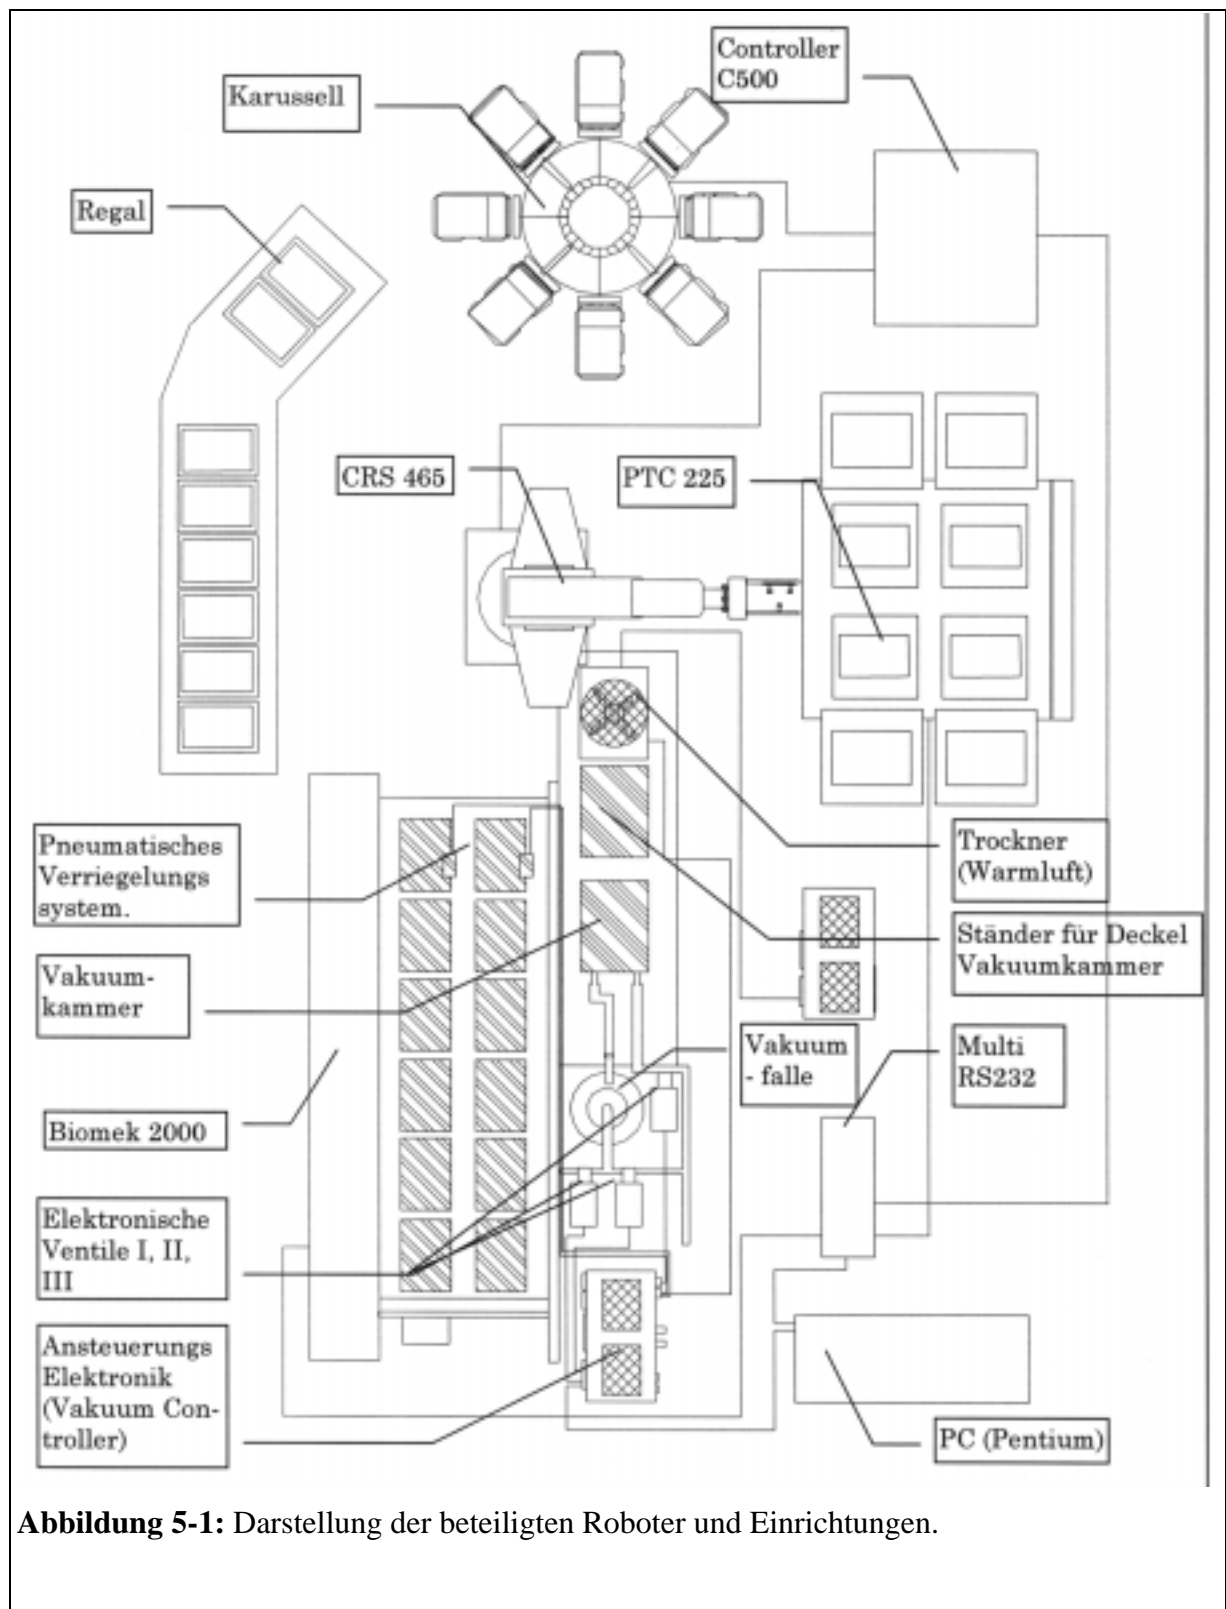 Controller
C500
Karussell
Regal
CRS 465
PTC 225
Pneumatisches
Verriegelungs
system.
Trockner
(Warmluft)
Ständer für Deckel
Vakuumkammer
Vakuum-
kammer
Vakuum
- falle
Multi
RS232
Biomek 2000
Elektronische
Ventile I, II,
III
Ansteuerungs
Elektronik
(Vakuum Con-
troller)
PC (Pentium)
Abbildung 5-1: Darstellung der beteiligten Roboter und Einrichtungen.